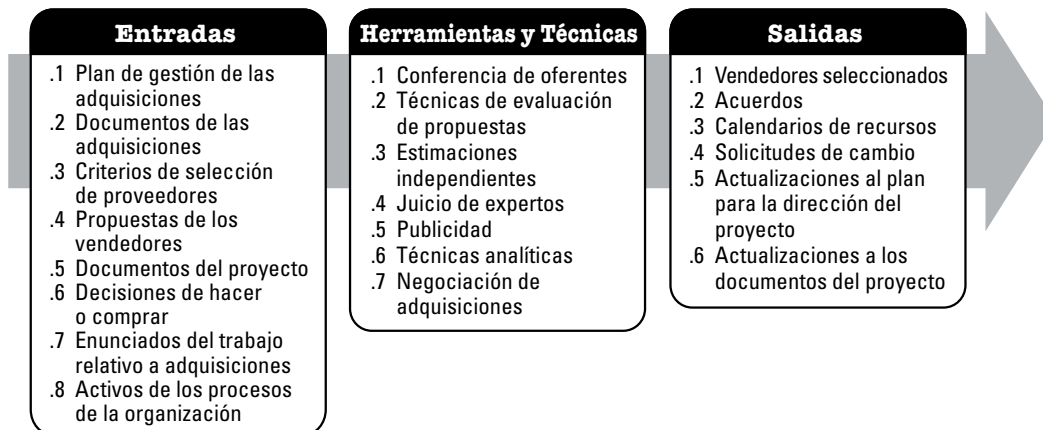 Entradas
.1 Plan de gestión de las
adquisiciones
.2 Documentos de las
adquisiciones
.3 Criterios de selección
de proveedores
.4 Propuestas de los
vendedores
.5 Documentos del proyecto
.6 Decisiones de hacer
o comprar
.7 Enunciados del trabajo
relativo a adquisiciones
.8 Activos de los procesos
de la organización
Herramientas y Técnicas
.1 Conferencia de oferentes
.2 Técnicas de evaluación
de propuestas
.3 Estimaciones
independientes
.4 Juicio de expertos
.5 Publicidad
.6 Técnicas analíticas
.7 Negociación de
adquisiciones
Salidas
.1 Vendedores seleccionados
.2 Acuerdos
.3 Calendarios de recursos
.4 Solicitudes de cambio
.5 Actualizaciones al plan
para la dirección del
proyecto
.6 Actualizaciones a los
documentos del proyecto